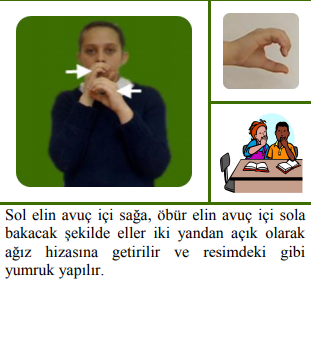 Sol elin avuç içi sağa, öbür elin avuç içi sola
bakacak şekilde eller iki yandan açık olarak
ağız hizasına getirilir ve resimdeki gibi
yumruk yapılır.